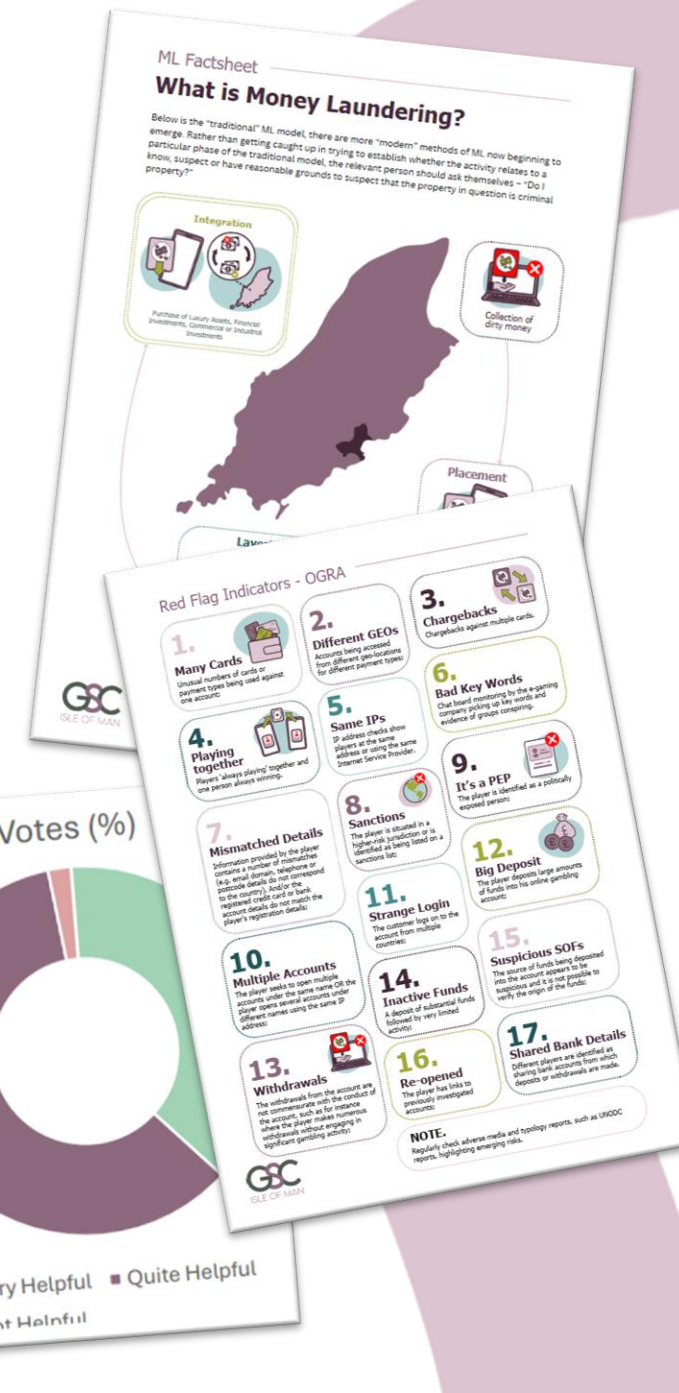 ML Factsheet
What is Money Laundering?
Below is the "traditional" ML model, there are more "modern" methods of ML now beginning to
emerge. Rather than getting caught up in trying to establish whether the activity relates to a
particular phase of the traditional model, the relevant person should ask themselves – "Do I
know, suspect or have reasonable grounds to suspect that the property in question is criminal
property?"
Integration
Purchase of Luxury Assets, Financial
Investments, Commercial or Industrial
Investments
Collection of
dirty money
Placement
GSC
ISLE OF MAN
Red Flag Indicators - OGRA
1.
Many Cards
Unusual numbers of cards or
payment types being used against
one account;
2.
Different GEOs
Accounts being accessed
from different geo-locations
for different payment types;
3.
Chargebacks
Chargebacks against multiple cards.
4.
Playing
together
Players 'always playing' together and
one person always winning.
5.
Same IPs
IP address checks show
players at the same
address or using the same
Internet Service Provider.
6.
Bad Key Words
Chat board monitoring by the e-gaming
company picking up key words and
evidence of groups conspiring.
7.
Mismatched Details
Information provided by the player
contains a number of mismatches
(e.g. email domain, telephone or
postcode details do not correspond
to the country). And/or the
registered credit card or bank
account details do not match the
player's registration details;
8.
Sanctions
The player is situated in a
higher-risk jurisdiction or is
identified as being listed on a
sanctions list;
9.
It's a PEP
The player is identified as a politically
exposed person;
10.
Multiple Accounts
The player seeks to open multiple
accounts under the same name OR the
player opens several accounts under
different names using the same IP
address;
11.
Strange Login
The customer logs on to the
account from multiple
countries;
12.
Big Deposit
The player deposits large amounts
of funds into his online gambling
account;
13.
Withdrawals
The withdrawals from the account are
not commensurate with the conduct of
the account, such as for instance
where the player makes numerous
withdrawals without engaging in
significant gambling activity;
14.
Inactive Funds
A deposit of substantial funds
followed by very limited
activity;
15.
Suspicious SOFs
The source of funds being deposited
into the account appears to be
suspicious and it is not possible to
verify the origin of the funds;
16.
Re-opened
The player has links to
previously investigated
accounts;
17.
Shared Bank Details
Different players are identified as
sharing bank accounts from which
deposits or withdrawals are made.
NOTE.
Regularly check adverse media and typology reports, such as UNODC
reports, highlighting emerging risks.
GSC
ISLE OF MAN
Votes (%)
ry Helpful Quite Helpful
t Helpful